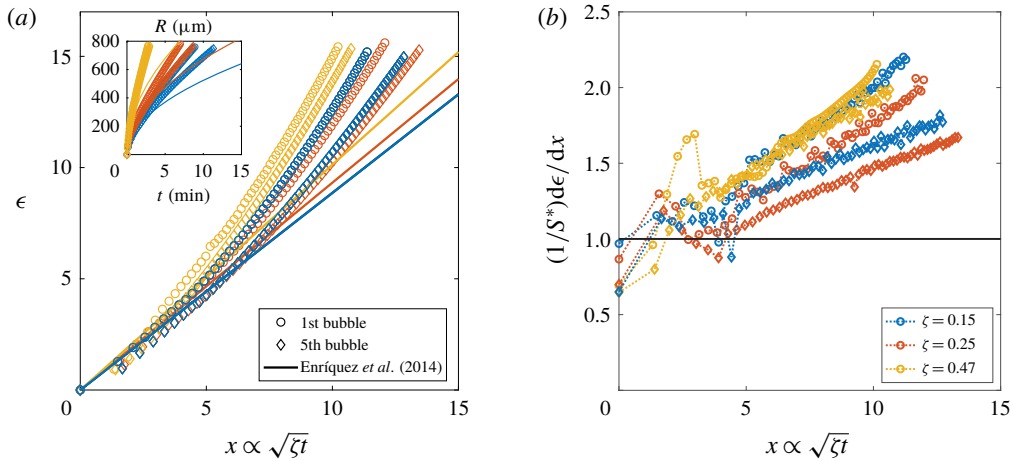 (a)
R (μm)
800
600
400
200
0
5
10
15
t (min)
15
10
5
0
ϵ
1st bubble
5th bubble
Enríquez et al. (2014)
0
5
10
15
x ∝ √ζt
(b)
2.5
2.0
1.5
1.0
0.5
(1/S*)dϵ/dx
ζ = 0.15
ζ = 0.25
ζ = 0.47
0
5
10
15
x ∝ √ζt